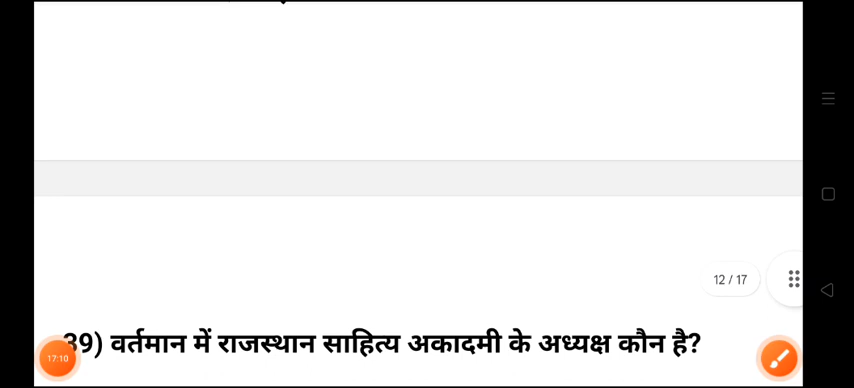 12 / 17
39) वर्तमान में राजस्थान साहित्य अकादमी के अध्यक्ष कौन है?
17:10